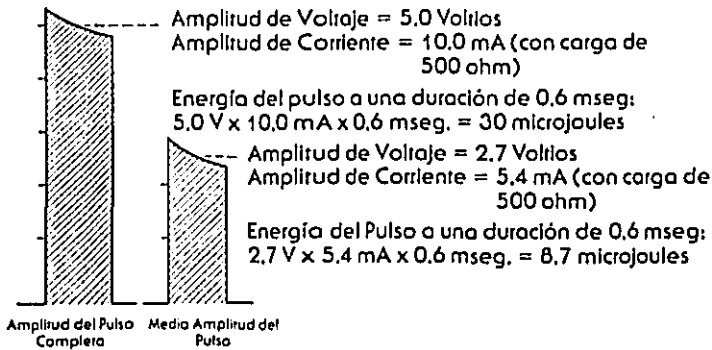 Amplitud de Voltaje = 5.0 Voltios
Amplitud de Corriente = 10.0 mA (con carga de
500 ohm)
Energía del pulso a una duración de 0.6 mseg:
5.0 V x 10.0 mA x 0.6 mseg. = 30 microjoules
Amplitud de Voltaje = 2.7 Voltios
Amplitud de Corriente = 5.4 mA (con carga de
500 ohm)
Energía del Pulso a una duración de 0.6 mseg:
2.7 V x 5.4 mA x 0.6 mseg. = 8.7 microjoules
Amplitud del Pulso
Completa
Media Amplitud del
Pulso